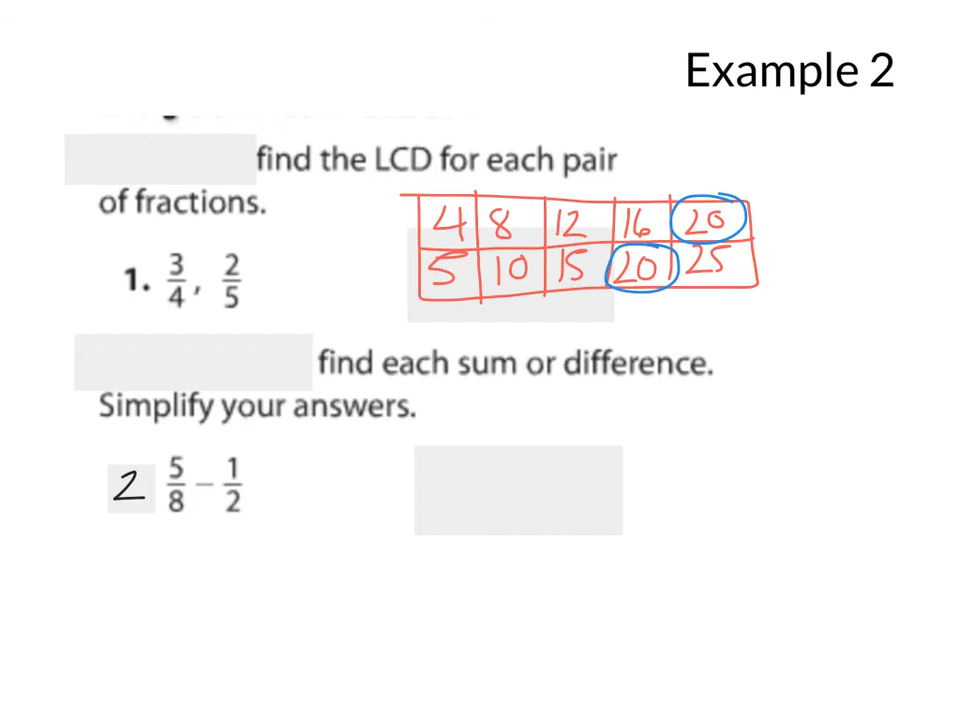 Example 2
find the LCD for each pair
of fractions.
4 8 12 16 20
5 10 15 20 25
1. 3/4, 2/5
find each sum or difference.
Simplify your answers.
2 5/8 − 1/2